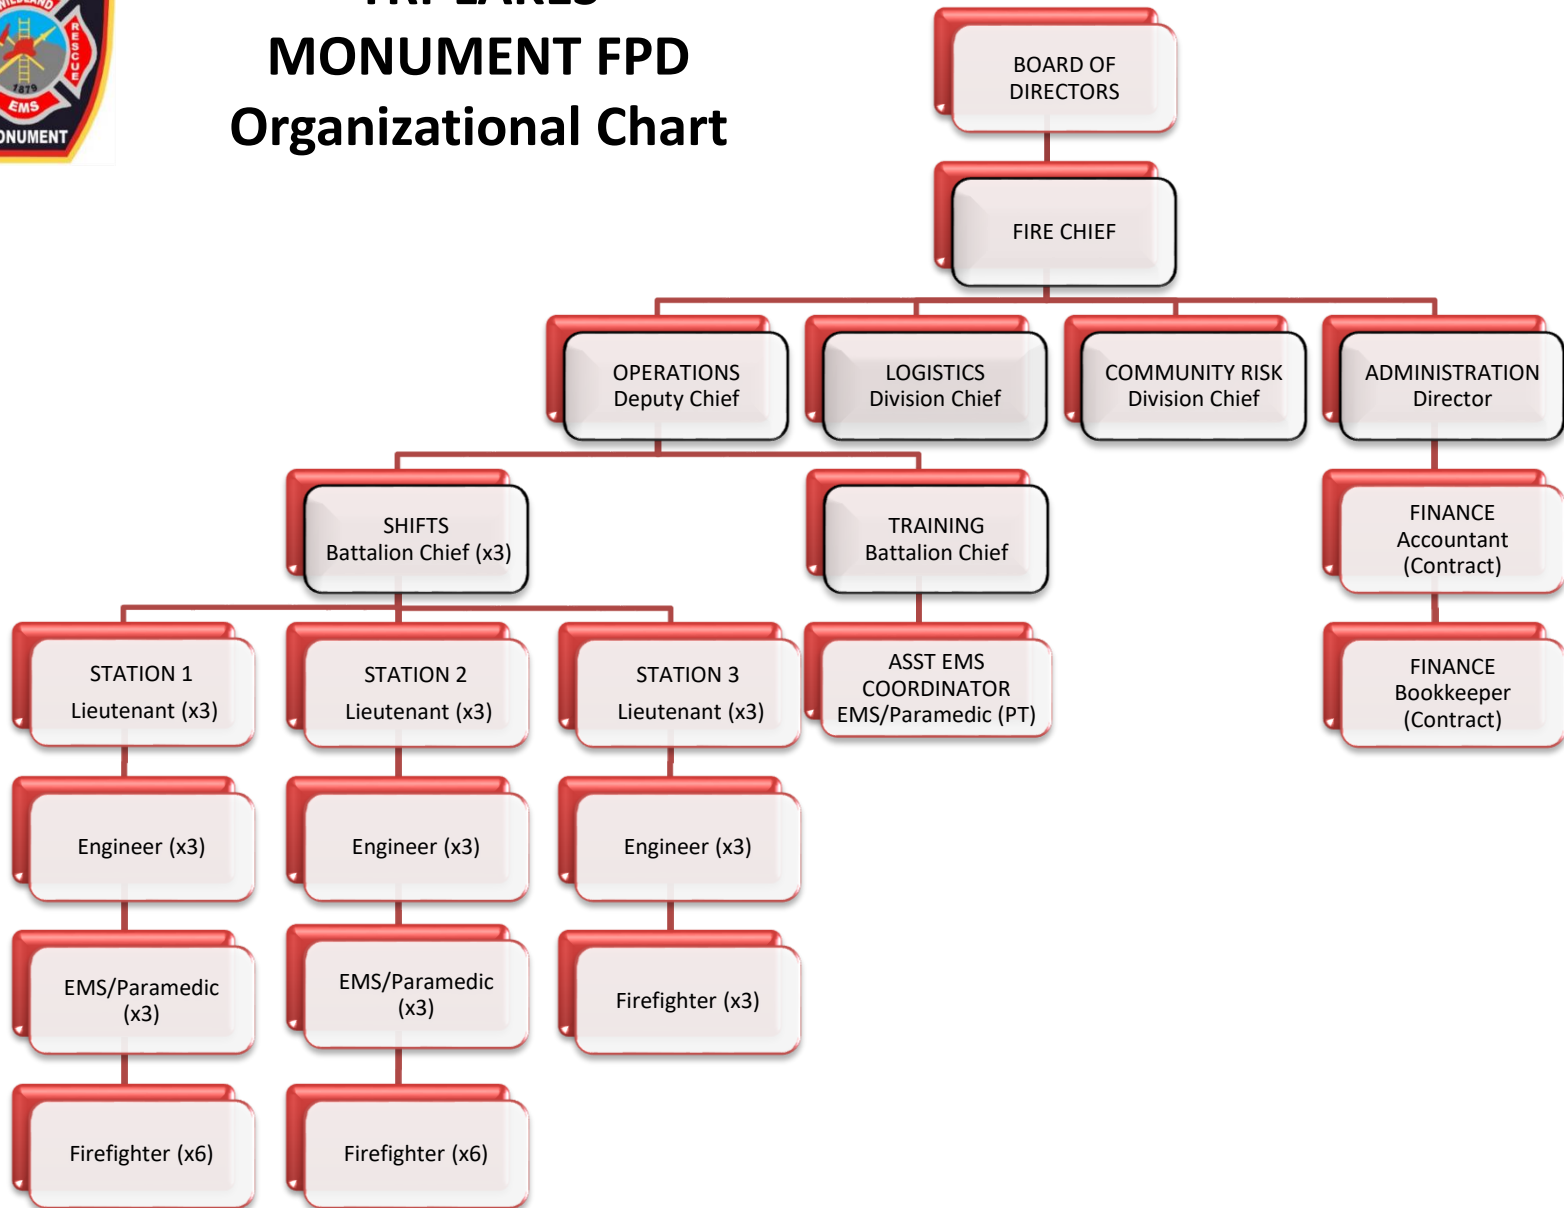 RESCUE
1879
EMS
MONUMENT FPD
Organizational Chart
BOARD OF
DIRECTORS
FIRE CHIEF
OPERATIONS
Deputy Chief
LOGISTICS
Division Chief
COMMUNITY RISK
Division Chief
ADMINISTRATION
Director
SHIFTS
Battalion Chief (x3)
TRAINING
Battalion Chief
FINANCE
Accountant
(Contract)
STATION 1
Lieutenant (x3)
STATION 2
Lieutenant (x3)
STATION 3
Lieutenant (x3)
ASST EMS
COORDINATOR
EMS/Paramedic (PT)
FINANCE
Bookkeeper
(Contract)
Engineer (x3)
Engineer (x3)
Engineer (x3)
EMS/Paramedic
(x3)
EMS/Paramedic
(x3)
Firefighter (x3)
Firefighter (x6)
Firefighter (x6)